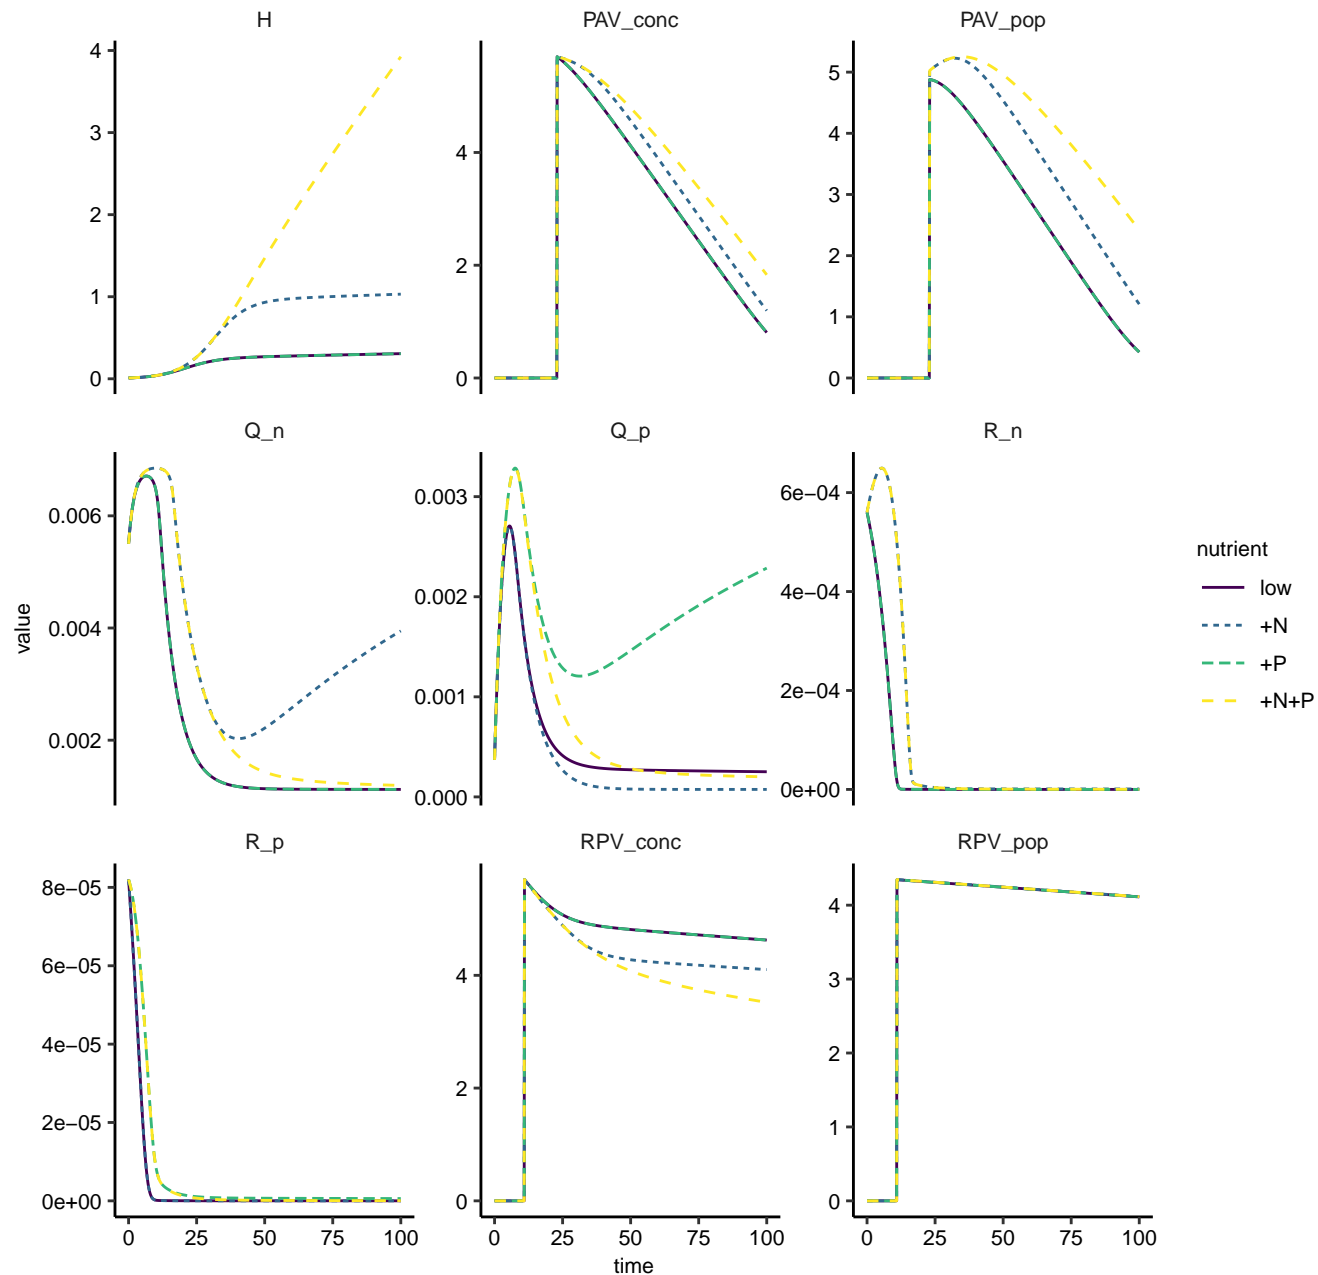 H
PAV_conc
PAV_pop
4
3
2
1
0
4
2
0
5
4
3
2
1
0
Q_n
Q_p
R_n
0.006
0.004
0.002
0.003
0.002
0.001
0.000
6e−04
4e−04
2e−04
0e+00
R_p
RPV_conc
RPV_pop
8e−05
6e−05
4e−05
2e−05
0e+00
4
2
0
4
3
2
1
0
0 25 50 75 100
0 25 50 75 100
0 25 50 75 100
time
value
nutrient
low
+N
+P
+N+P